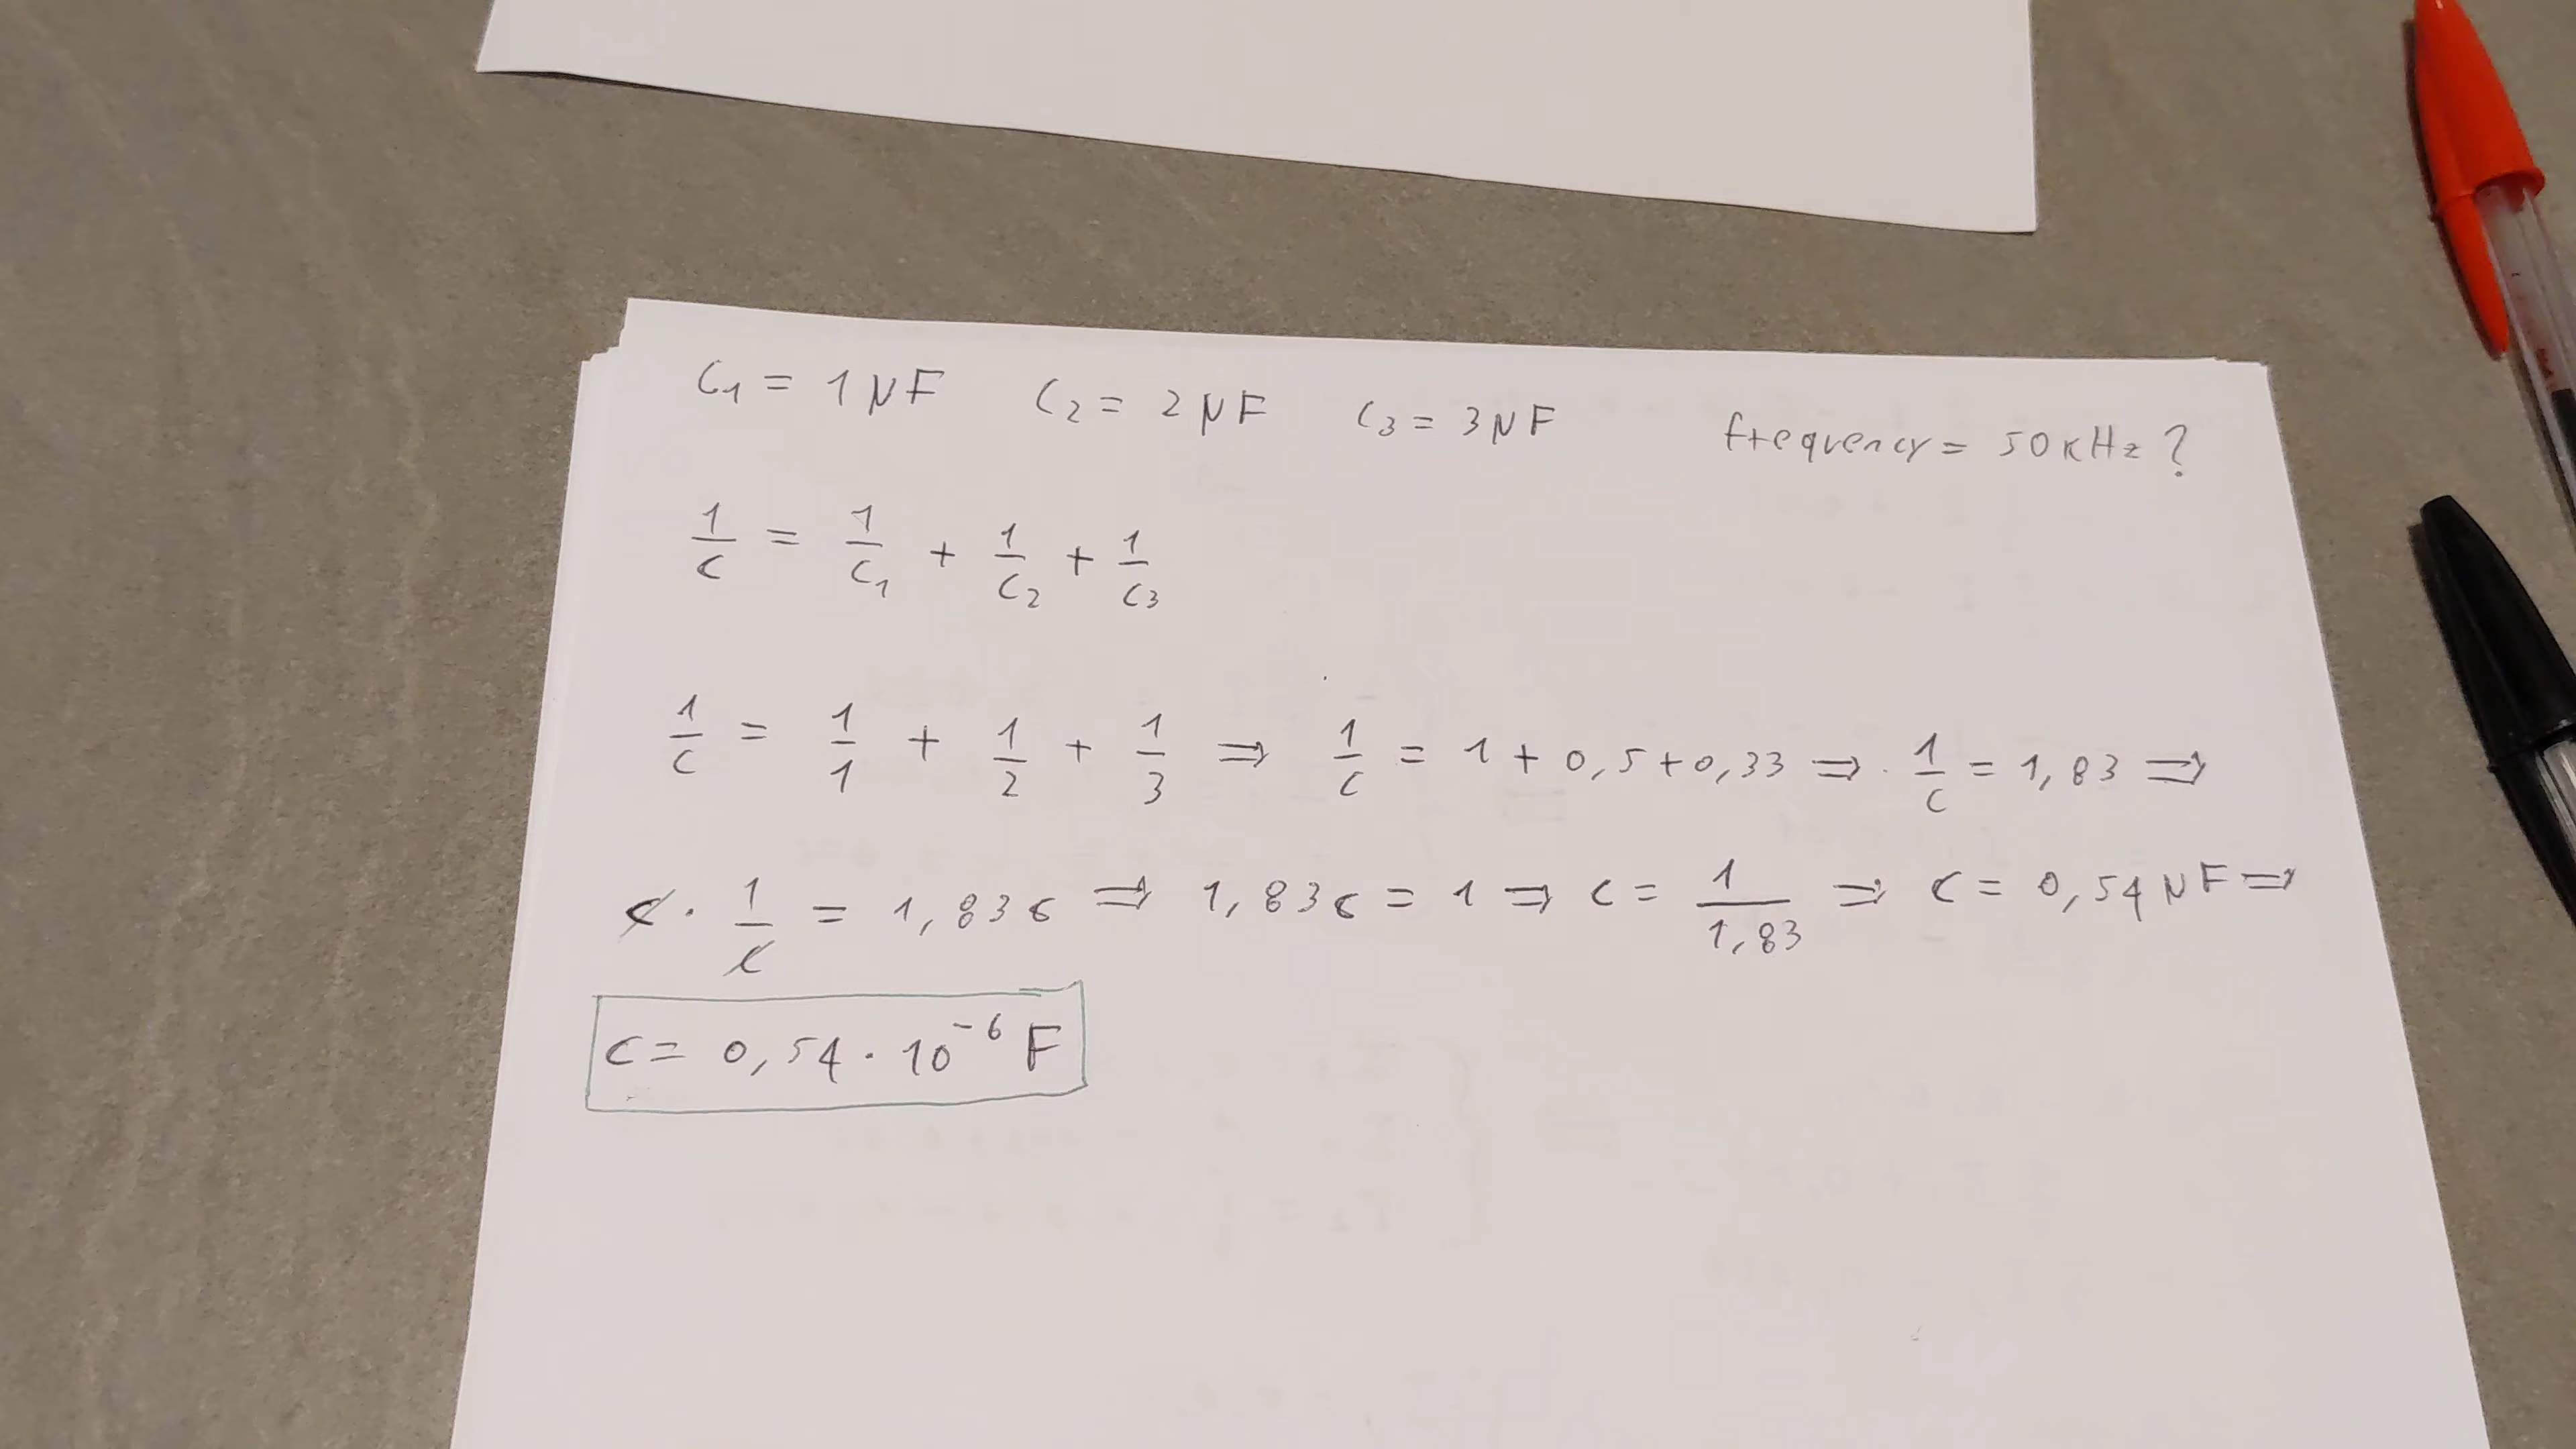 C₁ = 1 μF C₂ = 2 μF C₃ = 3 μF frequency = 50 kHz ?
1/C = 1/C₁ + 1/C₂ + 1/C₃
1/C = 1/1 + 1/2 + 1/3 ⇒ 1/C = 1 + 0,5 + 0,33 ⇒ 1/C = 1,83 ⇒
C · 1/C = 1,83C ⇒ 1,83C = 1 ⇒ C = 1/1,83 ⇒ C = 0,54 μF ⇒
C = 0,54 · 10⁻⁶ F